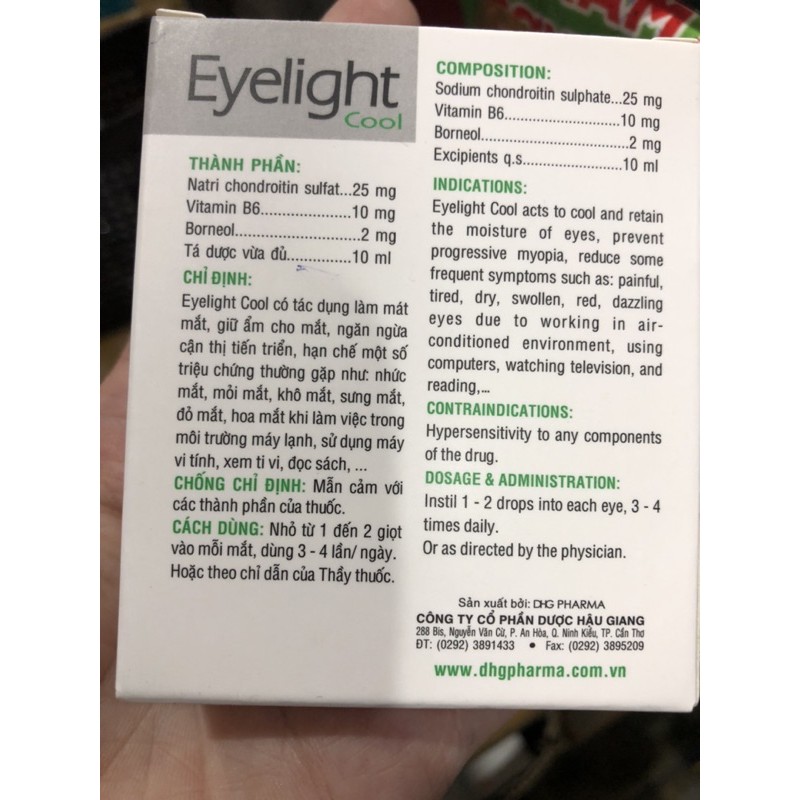 Eyelight
Cool
THÀNH PHẦN:
Natri chondroitin sulfat...25 mg
Vitamin B6....................10 mg
Borneol............................2 mg
Tá dược vừa đủ..............10 ml
CHỈ ĐỊNH:
Eyelight Cool có tác dụng làm mát
mắt, giữ ẩm cho mắt, ngăn ngừa
cận thị tiến triển, hạn chế một số
triệu chứng thường gặp như: nhức
mắt, mỏi mắt, khô mắt, sưng mắt,
đỏ mắt, hoa mắt khi làm việc trong
môi trường máy lạnh, sử dụng máy
vi tính, xem ti vi, đọc sách, ...
CHỐNG CHỈ ĐỊNH: Mẫn cảm với
các thành phần của thuốc.
CÁCH DÙNG: Nhỏ từ 1 đến 2 giọt
vào mỗi mắt, dùng 3 - 4 lần/ ngày.
Hoặc theo chỉ dẫn của Thầy thuốc.
COMPOSITION:
Sodium chondroitin sulphate...25 mg
Vitamin B6..........................10 mg
Borneol.................................2 mg
Excipients q.s......................10 ml
INDICATIONS:
Eyelight Cool acts to cool and retain
the moisture of eyes, prevent
progressive myopia, reduce some
frequent symptoms such as: painful,
tired, dry, swollen, red, dazzling
eyes due to working in air-
conditioned environment, using
computers, watching television, and
reading,...
CONTRAINDICATIONS:
Hypersensitivity to any components
of the drug.
DOSAGE & ADMINISTRATION:
Instil 1 - 2 drops into each eye, 3 - 4
times daily.
Or as directed by the physician.
Sản xuất bởi: DHG PHARMA
CÔNG TY CỔ PHẦN DƯỢC HẬU GIANG
288 Bis, Nguyễn Văn Cừ, P. An Hòa, Q. Ninh Kiều, TP. Cần Thơ
ĐT: (0292) 3891433 • Fax: (0292) 3895209
www.dhgpharma.com.vn